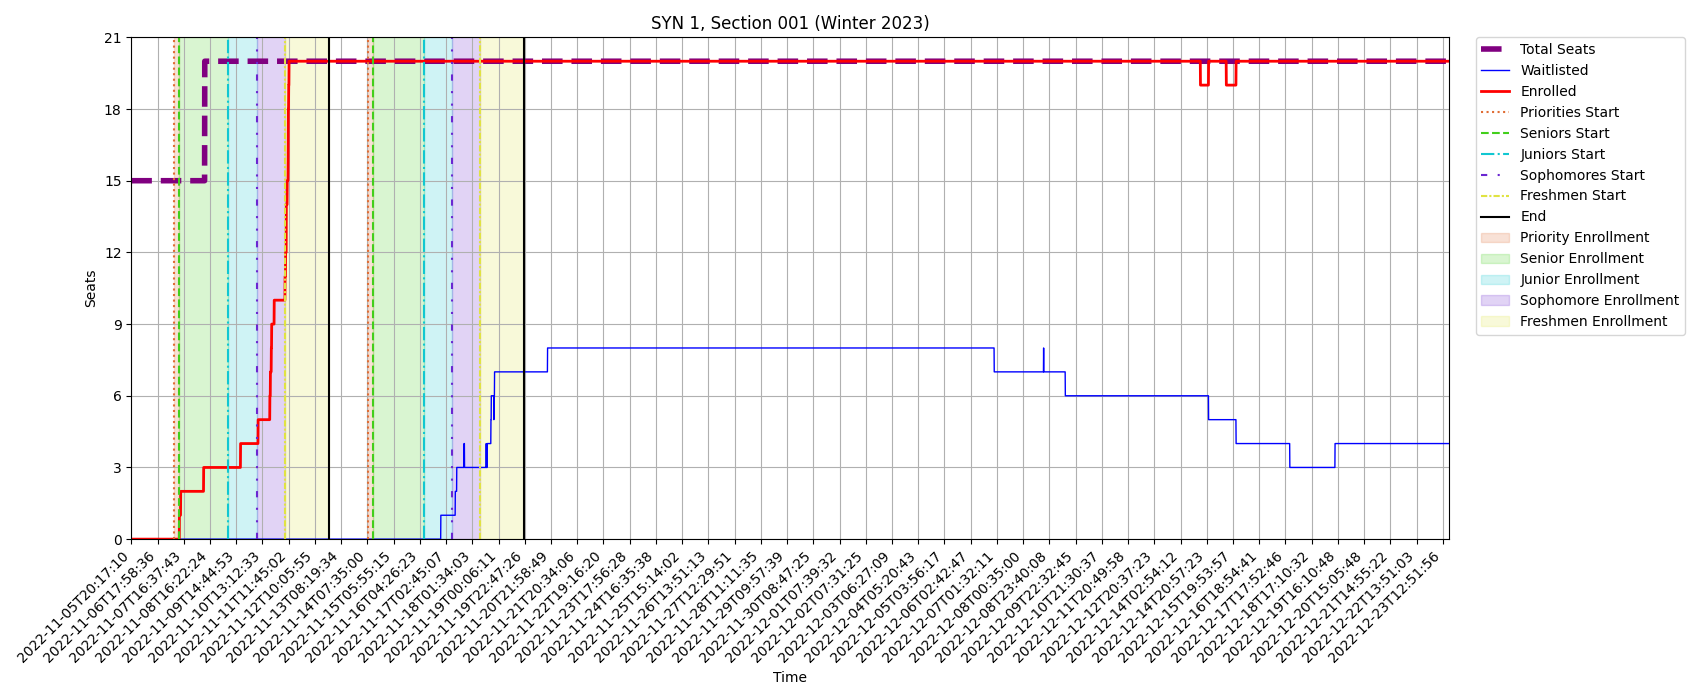 SYN 1, Section 001 (Winter 2023)
21
18
15
12
9
6
3
0
Seats
2022-11-05T20:17:10
2022-11-06T17:58:36
2022-11-07T16:37:43
2022-11-08T16:22:24
2022-11-09T14:44:53
2022-11-10T13:12:33
2022-11-11T11:45:02
2022-11-12T10:05:55
2022-11-13T08:19:34
2022-11-14T07:35:00
2022-11-15T05:55:15
2022-11-16T04:26:23
2022-11-17T02:45:07
2022-11-18T01:34:03
2022-11-19T00:06:11
2022-11-19T22:47:26
2022-11-20T21:58:49
2022-11-21T20:34:06
2022-11-22T19:16:20
2022-11-23T17:56:28
2022-11-24T16:35:38
2022-11-25T15:14:02
2022-11-26T13:51:13
2022-11-27T12:29:51
2022-11-28T11:11:35
2022-11-29T09:57:39
2022-11-30T08:47:25
2022-12-01T07:39:32
2022-12-02T07:31:25
2022-12-03T06:27:09
2022-12-04T05:20:43
2022-12-05T03:56:17
2022-12-06T02:42:47
2022-12-07T01:32:11
2022-12-08T00:35:00
2022-12-08T23:40:08
2022-12-09T22:32:45
2022-12-10T21:30:37
2022-12-11T20:49:58
2022-12-12T20:37:23
2022-12-14T02:54:12
2022-12-14T20:57:23
2022-12-15T19:53:57
2022-12-16T18:54:41
2022-12-17T17:52:46
2022-12-18T17:10:32
2022-12-19T16:10:48
2022-12-20T15:05:48
2022-12-21T14:55:22
2022-12-22T13:51:03
2022-12-23T12:51:56
Time
Total Seats
Waitlisted
Enrolled
Priorities Start
Seniors Start
Juniors Start
Sophomores Start
Freshmen Start
End
Priority Enrollment
Senior Enrollment
Junior Enrollment
Sophomore Enrollment
Freshmen Enrollment